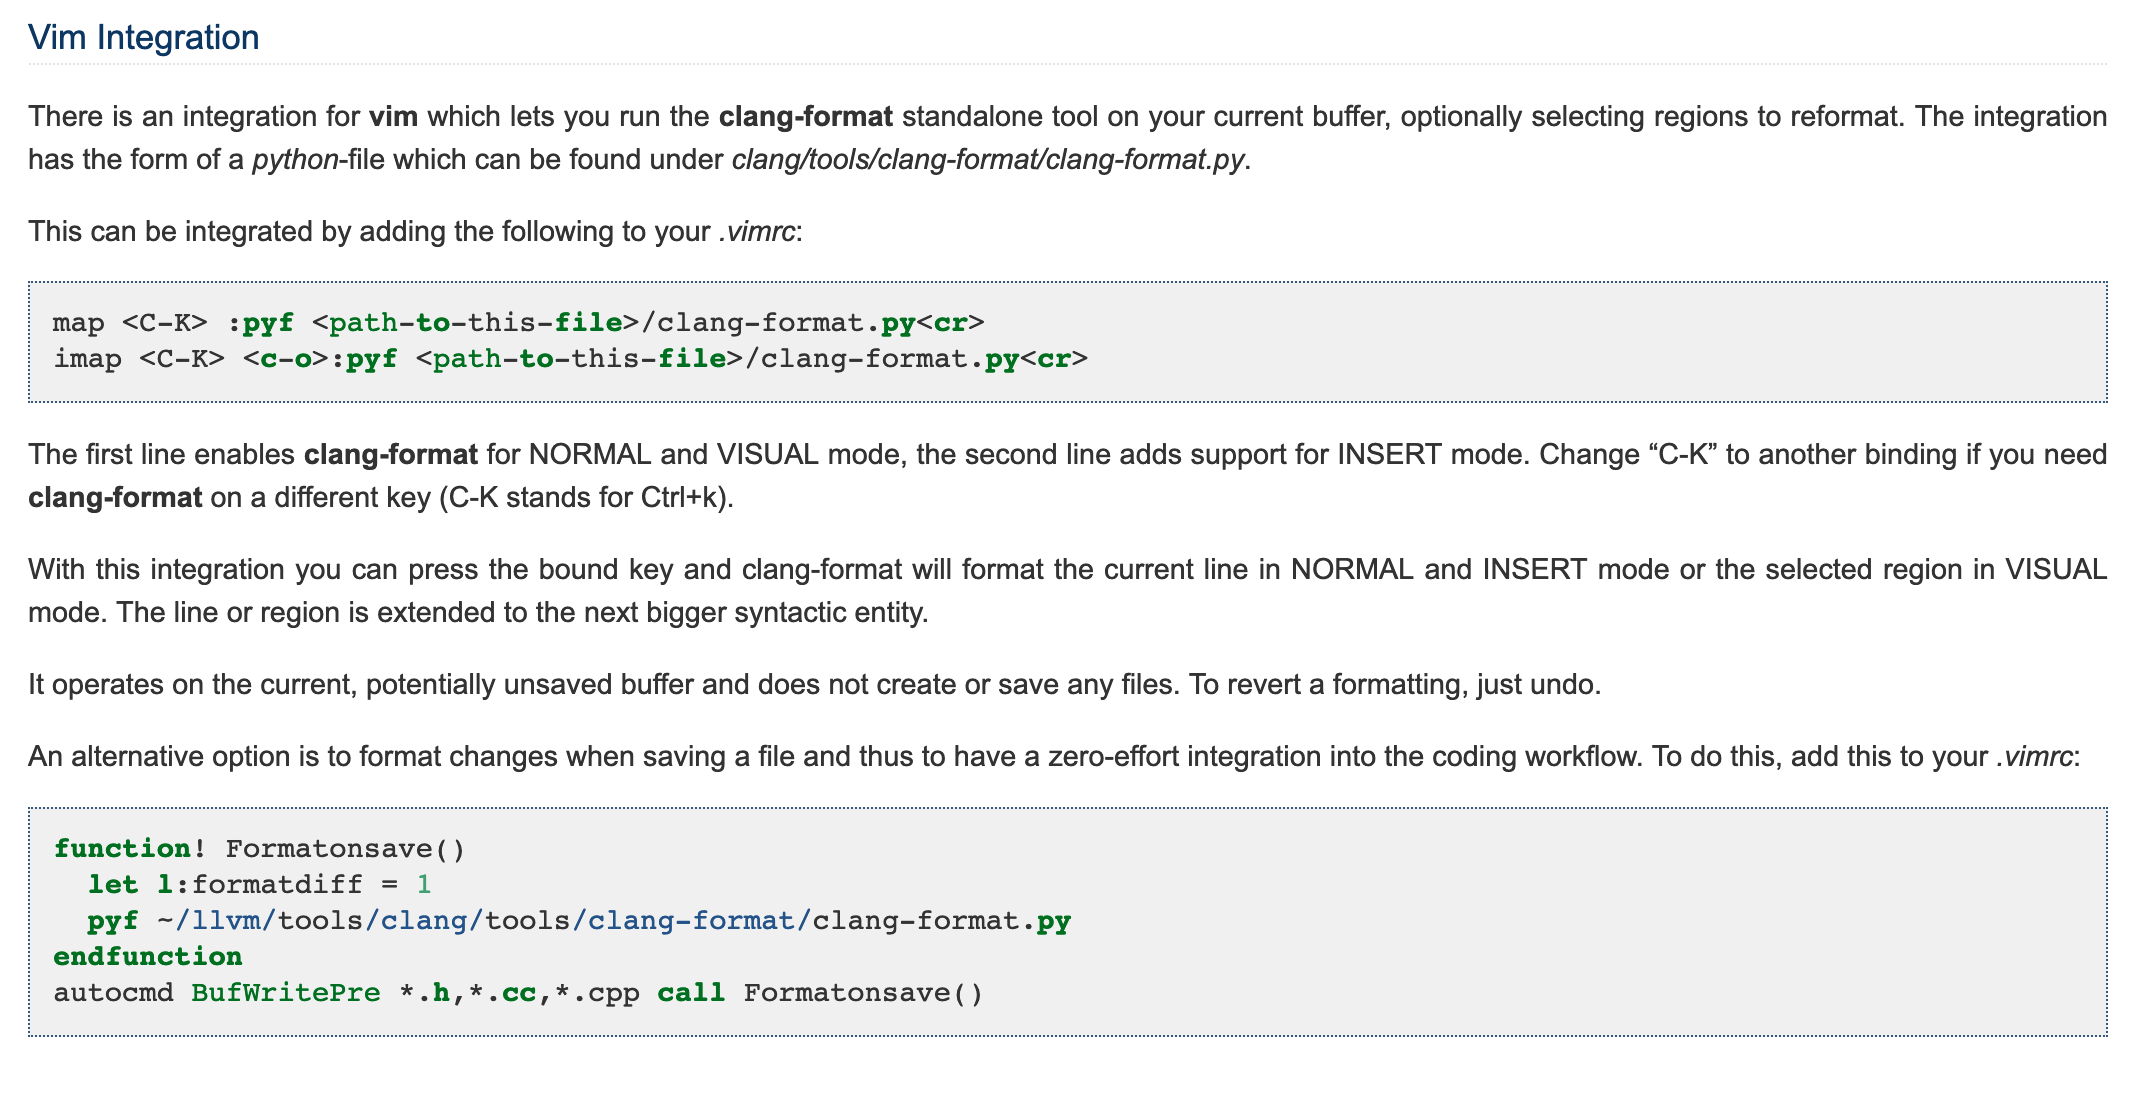 Vim Integration
There is an integration for vim which lets you run the clang-format standalone tool on your current buffer, optionally selecting regions to reformat. The integration
has the form of a python-file which can be found under clang/tools/clang-format/clang-format.py.
This can be integrated by adding the following to your .vimrc:
map <C-K> :pyf <path-to-this-file>/clang-format.py<cr>
imap <C-K> <c-o>:pyf <path-to-this-file>/clang-format.py<cr>
The first line enables clang-format for NORMAL and VISUAL mode, the second line adds support for INSERT mode. Change “C-K” to another binding if you need
clang-format on a different key (C-K stands for Ctrl+k).
With this integration you can press the bound key and clang-format will format the current line in NORMAL and INSERT mode or the selected region in VISUAL
mode. The line or region is extended to the next bigger syntactic entity.
It operates on the current, potentially unsaved buffer and does not create or save any files. To revert a formatting, just undo.
An alternative option is to format changes when saving a file and thus to have a zero-effort integration into the coding workflow. To do this, add this to your .vimrc:
function! Formatonsave()
  let l:formatdiff = 1
  pyf ~/llvm/tools/clang/tools/clang-format/clang-format.py
endfunction
autocmd BufWritePre *.h,*.cc,*.cpp call Formatonsave()